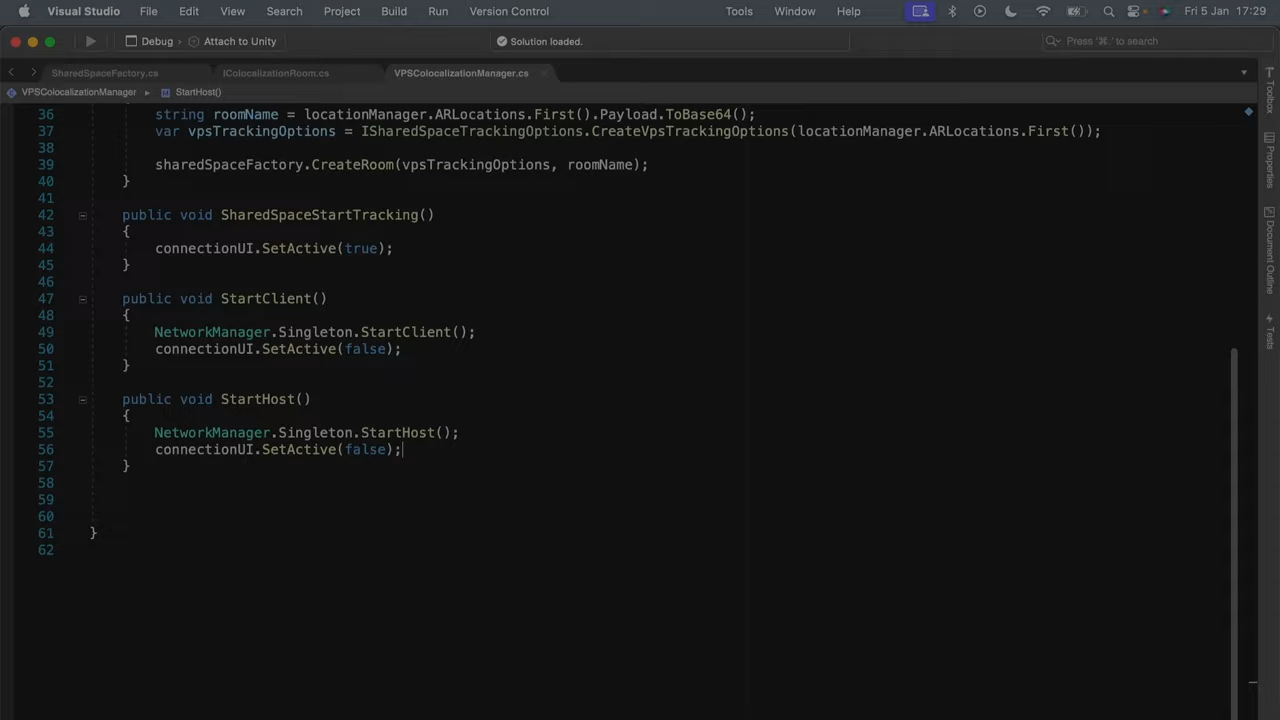 Visual Studio File Edit View Search Project Build Run Version Control Tools Window Help Fri 5 Jan 17:29
Debug › Attach to Unity Solution loaded. Press '⌘.' to search
SharedSpaceFactory.cs IColocalizationRoom.cs VPSColocalizationManager.cs
VPSColocalizationManager ▸ StartHost()
36 string roomName = locationManager.ARLocations.First().Payload.ToBase64();
37 var vpsTrackingOptions = ISharedSpaceTrackingOptions.CreateVpsTrackingOptions(locationManager.ARLocations.First());
38
39 sharedSpaceFactory.CreateRoom(vpsTrackingOptions, roomName);
40 }
41
42 public void SharedSpaceStartTracking()
43 {
44 connectionUI.SetActive(true);
45 }
46
47 public void StartClient()
48 {
49 NetworkManager.Singleton.StartClient();
50 connectionUI.SetActive(false);
51 }
52
53 public void StartHost()
54 {
55 NetworkManager.Singleton.StartHost();
56 connectionUI.SetActive(false);
57 }
58
59
60
61 }
62
Toolbox
Properties
Document Outline
Tests